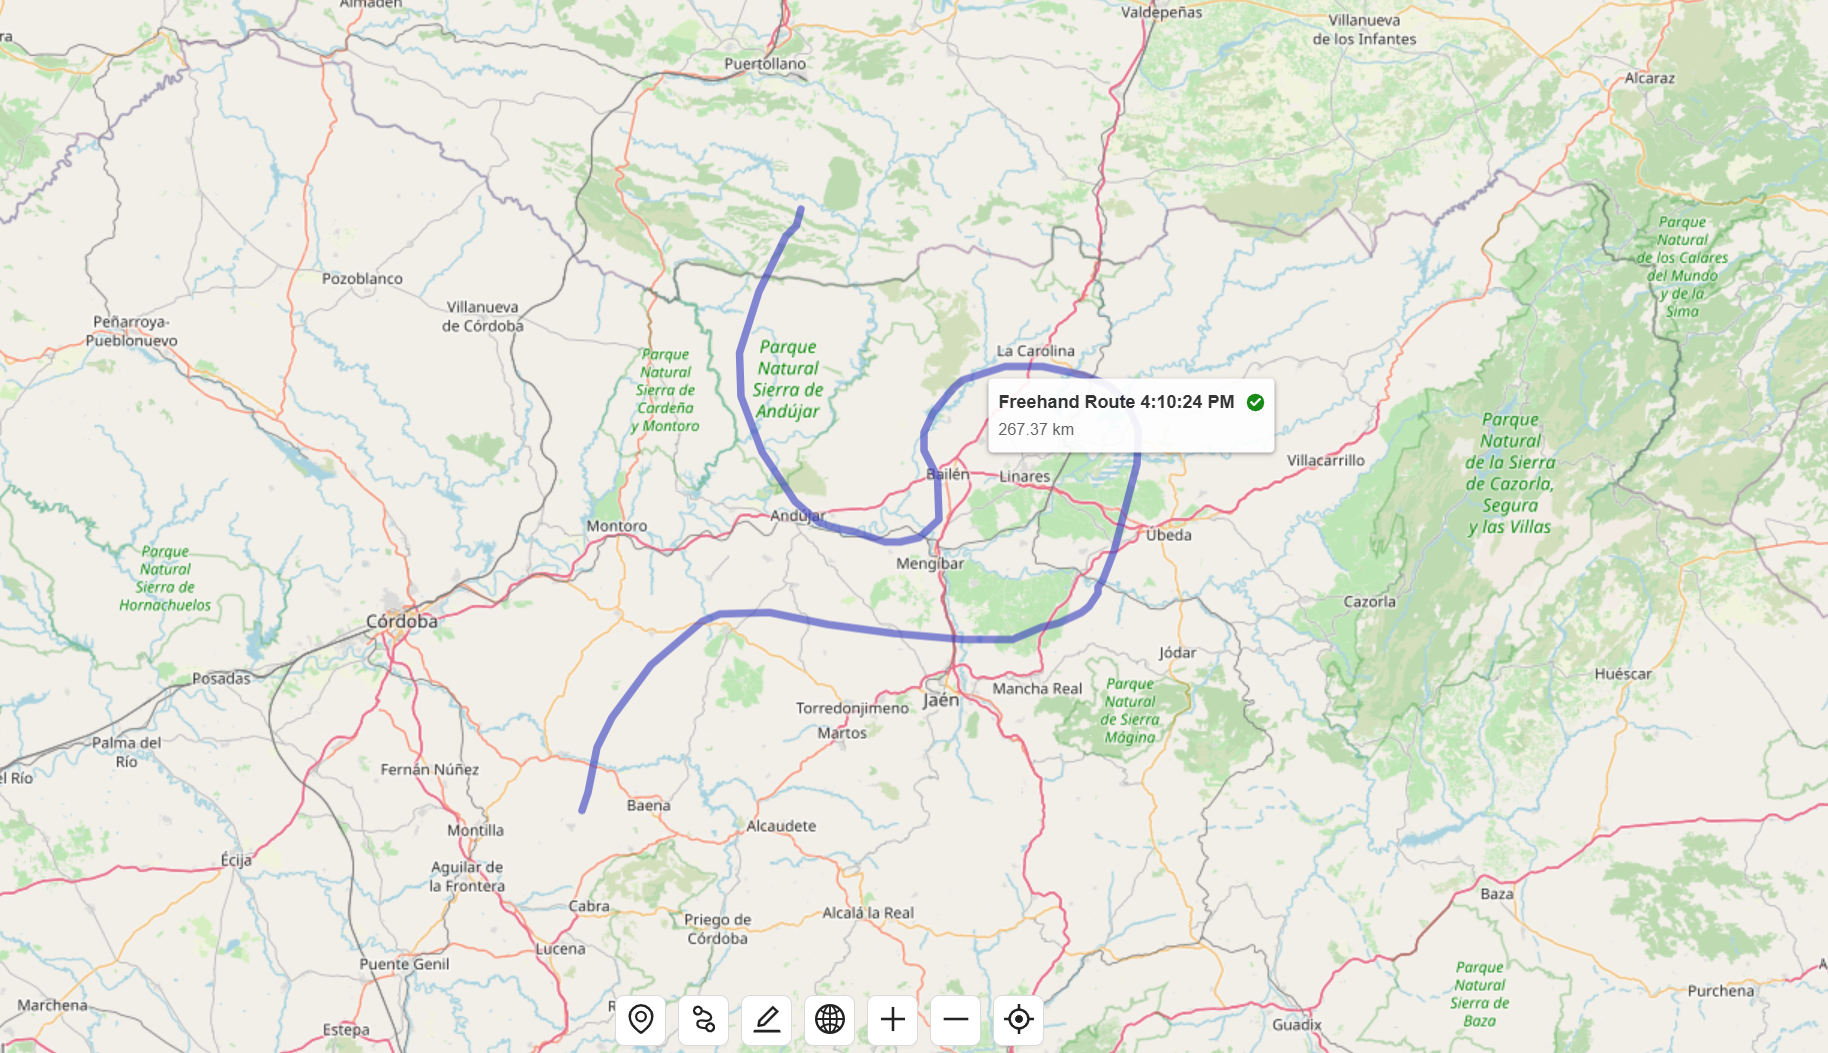 Almadén
Valdepeñas
Villanueva
de los Infantes
Puertollano
Alcaraz
Parque
Natural
de los Calares
del Mundo
y de la
Sima
Pozoblanco
Villanueva
de Córdoba
Peñarroya-
Pueblonuevo
Parque
Natural
Sierra de
Cardeña
y Montoro
Parque
Natural
Sierra de
Andújar
La Carolina
Freehand Route 4:10:24 PM
267.37 km
Parque
Natural
de la Sierra
de Cazorla,
Segura
y las Villas
Villacarrillo
Bailén
Linares
Andújar
Montoro
Úbeda
Mengíbar
Parque
Natural
Sierra de
Hornachuelos
Cazorla
Córdoba
Jódar
Posadas
Huéscar
Mancha Real
Parque
Natural
de Sierra
Mágina
Jaén
Torredonjimeno
Martos
Palma del
Río
el Río
Fernán Núñez
Baena
Montilla
Alcaudete
Écija
Aguilar de
la Frontera
Baza
Cabra
Priego de
Córdoba
Alcalá la Real
Lucena
Puente Genil
Parque
Natural
Sierra de
Baza
Purchena
Marchena
Estepa
Guadix